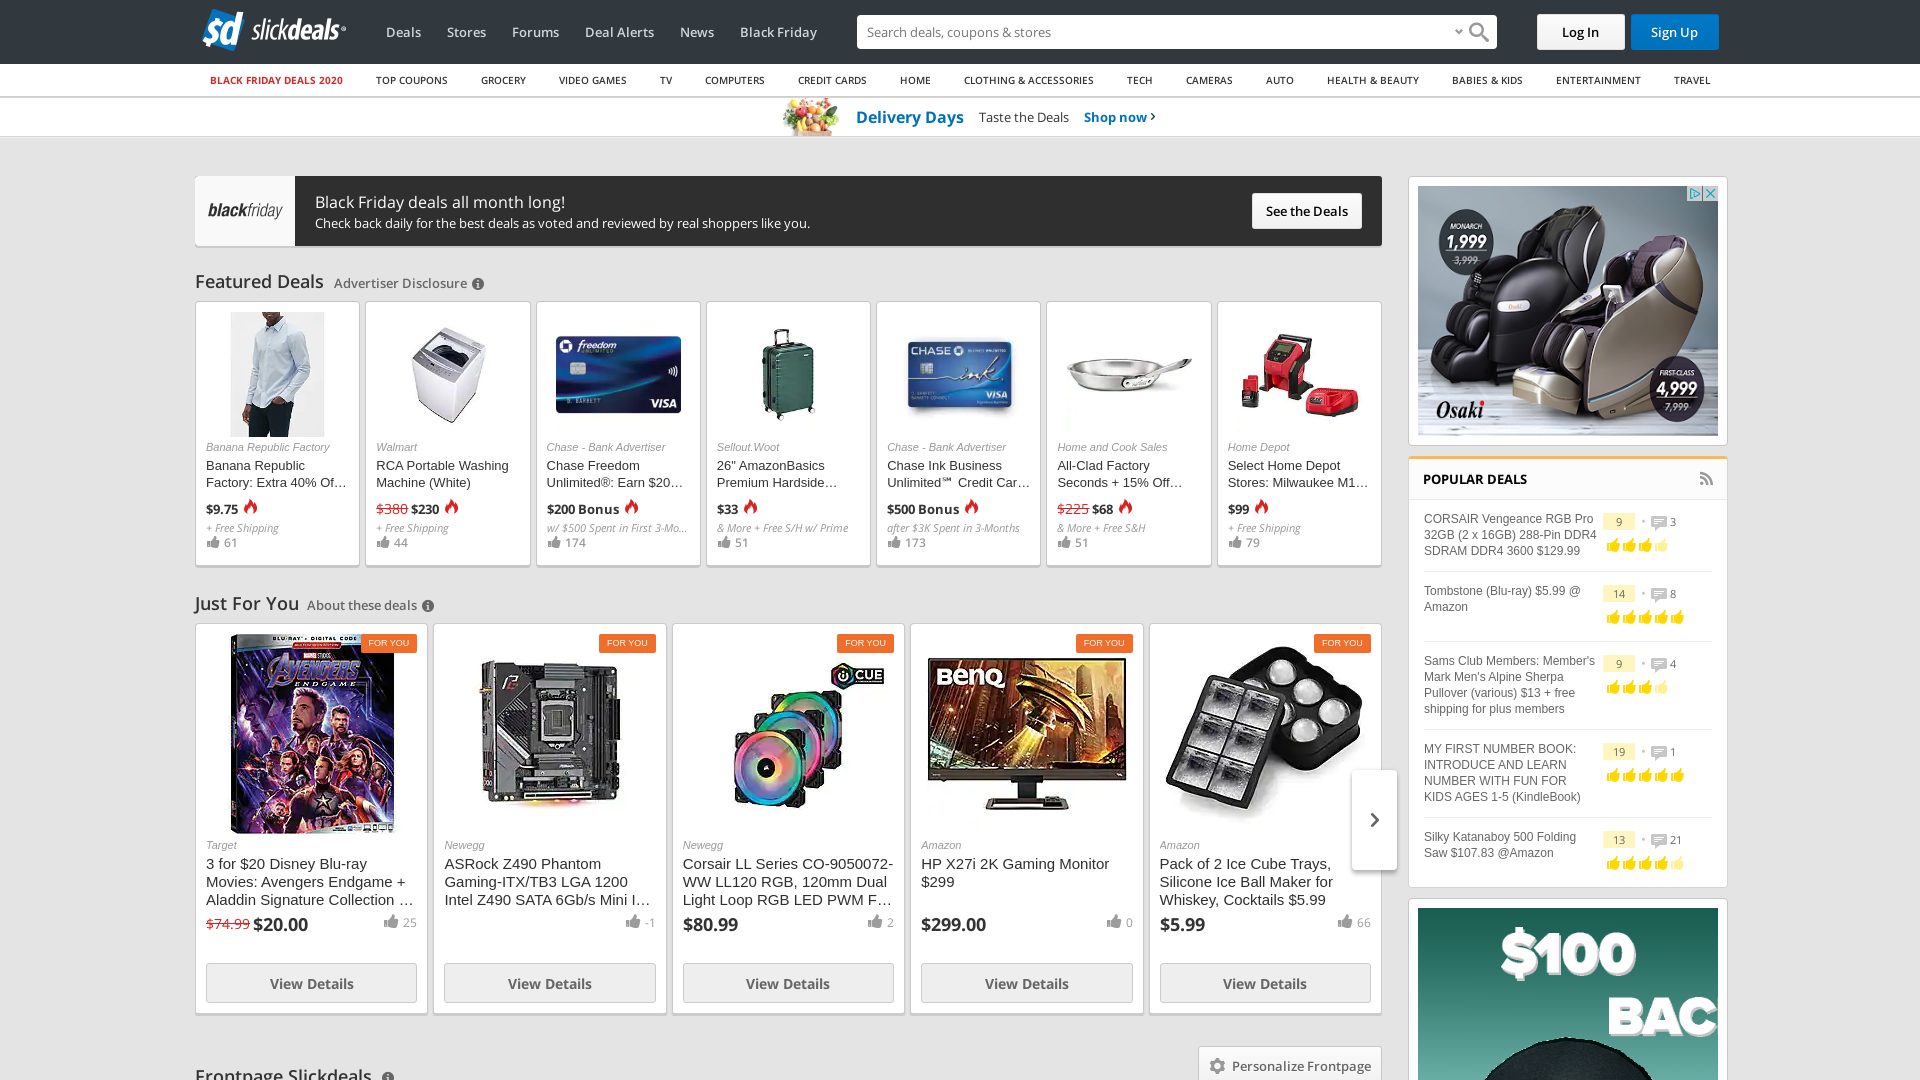 sd slickdeals
Deals Stores Forums Deal Alerts News Black Friday
Search deals, coupons & stores
Log In
Sign Up
BLACK FRIDAY DEALS 2020 TOP COUPONS GROCERY VIDEO GAMES TV COMPUTERS CREDIT CARDS HOME CLOTHING & ACCESSORIES TECH CAMERAS AUTO HEALTH & BEAUTY BABIES & KIDS ENTERTAINMENT TRAVEL
Delivery Days Taste the Deals Shop now
blackfriday
Black Friday deals all month long!
Check back daily for the best deals as voted and reviewed by real shoppers like you.
See the Deals
Featured Deals Advertiser Disclosure
Banana Republic Factory
Banana Republic
Factory: Extra 40% Of…
$9.75
+ Free Shipping
61
Walmart
RCA Portable Washing
Machine (White)
$380 $230
+ Free Shipping
44
freedom
UNLIMITED
D. BARRETT
VISA
Chase - Bank Advertiser
Chase Freedom
Unlimited®: Earn $20…
$200 Bonus
w/ $500 Spent in First 3-Mo...
174
Sellout.Woot
26" AmazonBasics
Premium Hardside…
$33
& More + Free S/H w/ Prime
51
CHASE
ink
VISA
Chase - Bank Advertiser
Chase Ink Business
Unlimited℠ Credit Car…
$500 Bonus
after $3K Spent in 3-Months
173
Home and Cook Sales
All-Clad Factory
Seconds + 15% Off…
$225 $68
& More + Free S&H
51
Home Depot
Select Home Depot
Stores: Milwaukee M1…
$99
+ Free Shipping
79
Just For You About these deals
FOR YOU
BLU-RAY + DIGITAL CODE
MARVEL STUDIOS
AVENGERS
ENDGAME
Target
3 for $20 Disney Blu-ray
Movies: Avengers Endgame +
Aladdin Signature Collection …
$74.99 $20.00
25
View Details
FOR YOU
Newegg
ASRock Z490 Phantom
Gaming-ITX/TB3 LGA 1200
Intel Z490 SATA 6Gb/s Mini I…
-1
View Details
FOR YOU
iCUE
Newegg
Corsair LL Series CO-9050072-
WW LL120 RGB, 120mm Dual
Light Loop RGB LED PWM F…
$80.99
2
View Details
FOR YOU
BenQ
Amazon
HP X27i 2K Gaming Monitor
$299
$299.00
0
View Details
FOR YOU
Amazon
Pack of 2 Ice Cube Trays,
Silicone Ice Ball Maker for
Whiskey, Cocktails $5.99
$5.99
66
View Details
Frontpage Slickdeals
Personalize Frontpage
MONARCH
1,999
3,999
Osaki
FIRST-CLASS
4,999
7,999
Osaki
POPULAR DEALS
CORSAIR Vengeance RGB Pro
32GB (2 x 16GB) 288-Pin DDR4
SDRAM DDR4 3600 $129.99
9 3
Tombstone (Blu-ray) $5.99 @
Amazon
14 8
Sams Club Members: Member's
Mark Men's Alpine Sherpa
Pullover (various) $13 + free
shipping for plus members
9 4
MY FIRST NUMBER BOOK:
INTRODUCE AND LEARN
NUMBER WITH FUN FOR
KIDS AGES 1-5 (KindleBook)
19 1
Silky Katanaboy 500 Folding
Saw $107.83 @Amazon
13 21
$100
BAC